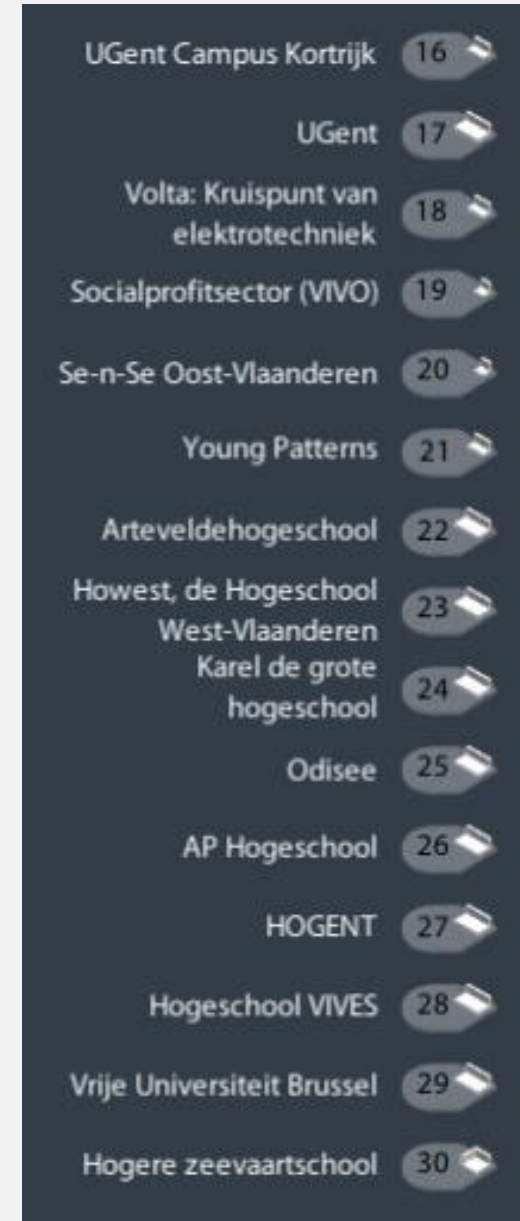 UGent Campus Kortrijk 16
UGent 17
Volta: Kruispunt van
elektrotechniek 18
Socialprofitsector (VIVO) 19
Se-n-Se Oost-Vlaanderen 20
Young Patterns 21
Arteveldehogeschool 22
Howest, de Hogeschool
West-Vlaanderen 23
Karel de grote
hogeschool 24
Odisee 25
AP Hogeschool 26
HOGENT 27
Hogeschool VIVES 28
Vrije Universiteit Brussel 29
Hogere zeevaartschool 30